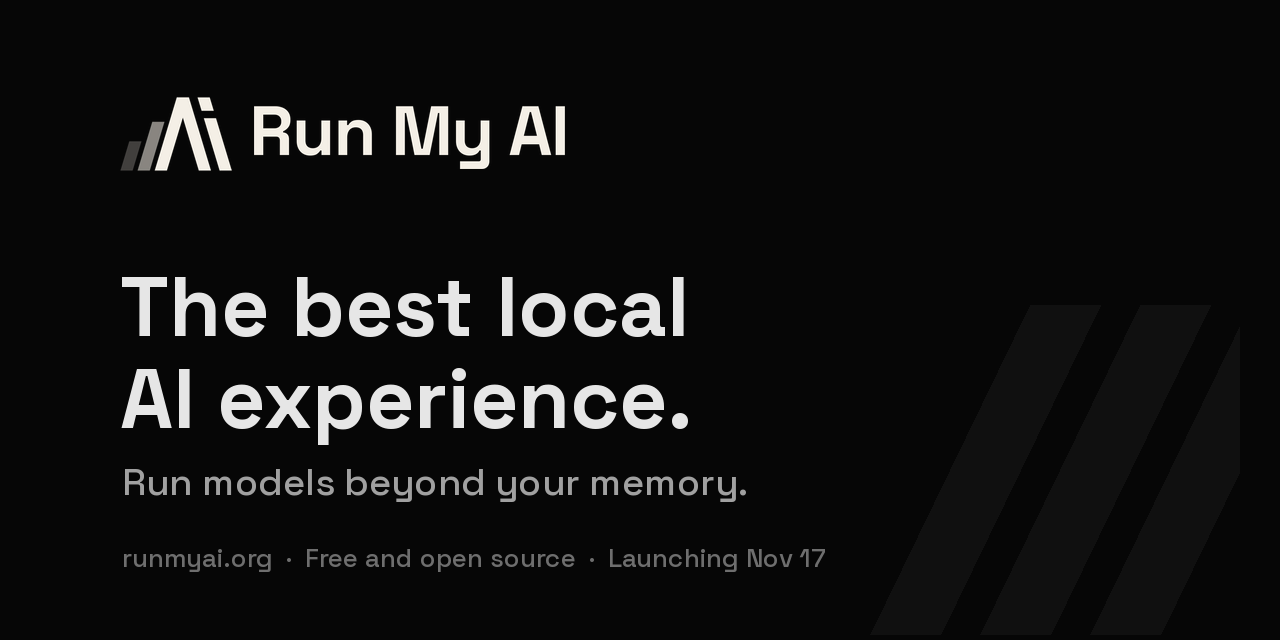 Run My AI
The best local
AI experience.
Run models beyond your memory.
runmyai.org · Free and open source · Launching Nov 17